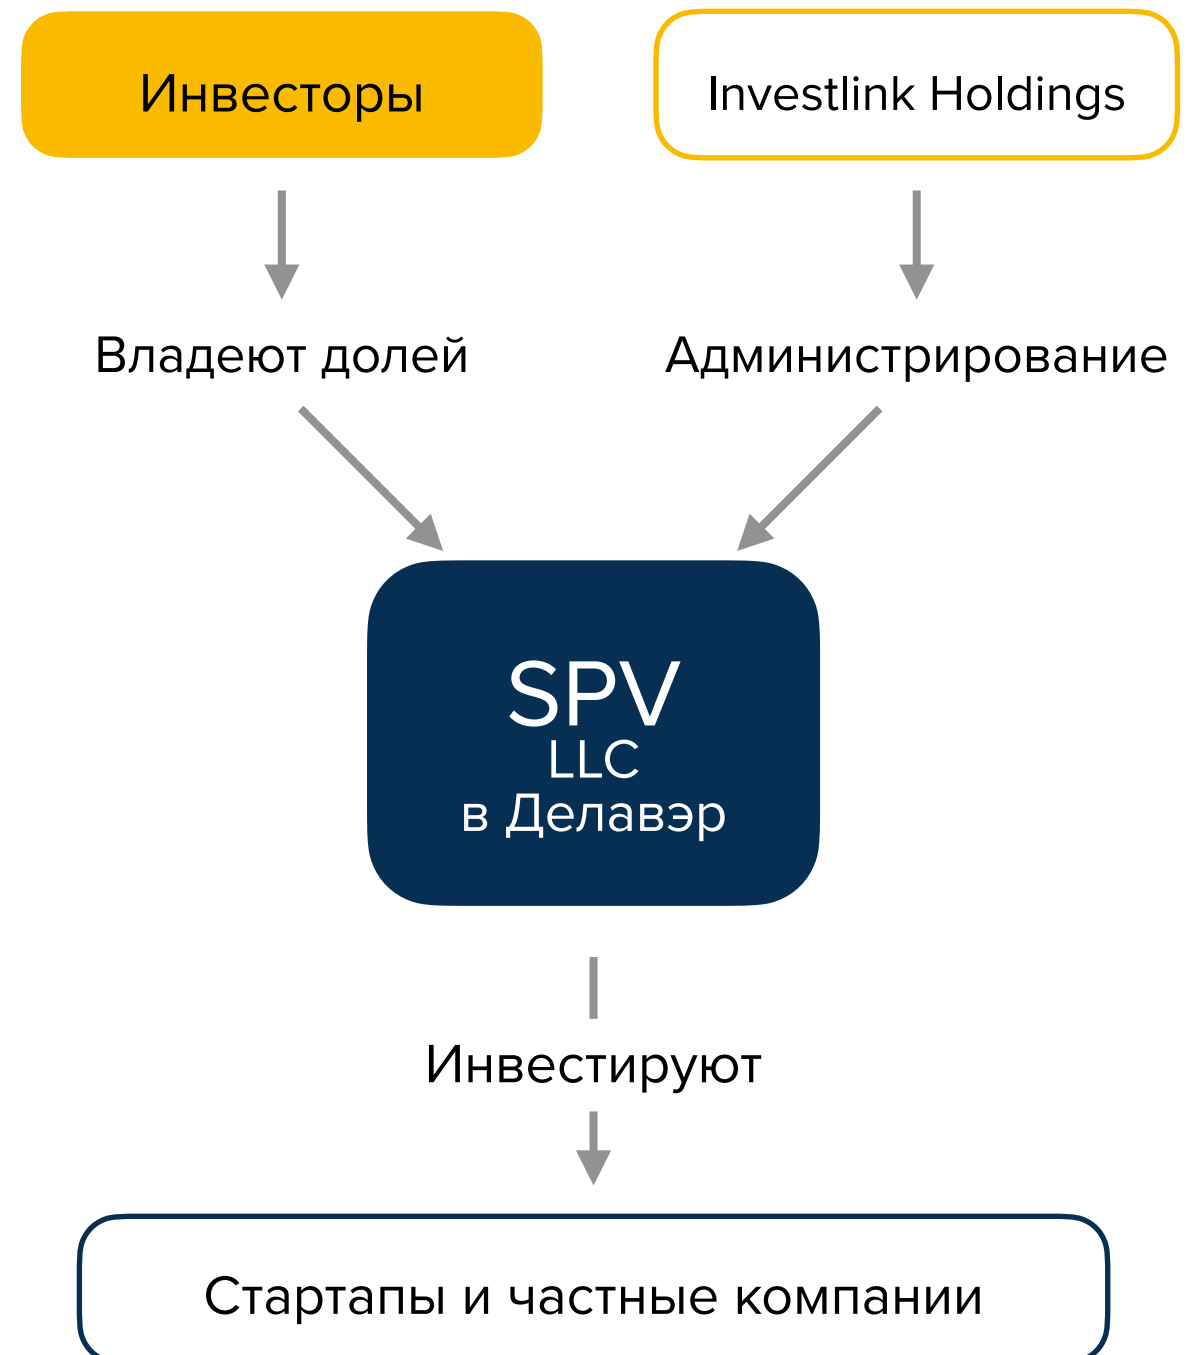 Инвесторы
Investlink Holdings
Владеют долей
Администрирование
SPV
LLC
в Делавэр
Инвестируют
Стартапы и частные компании